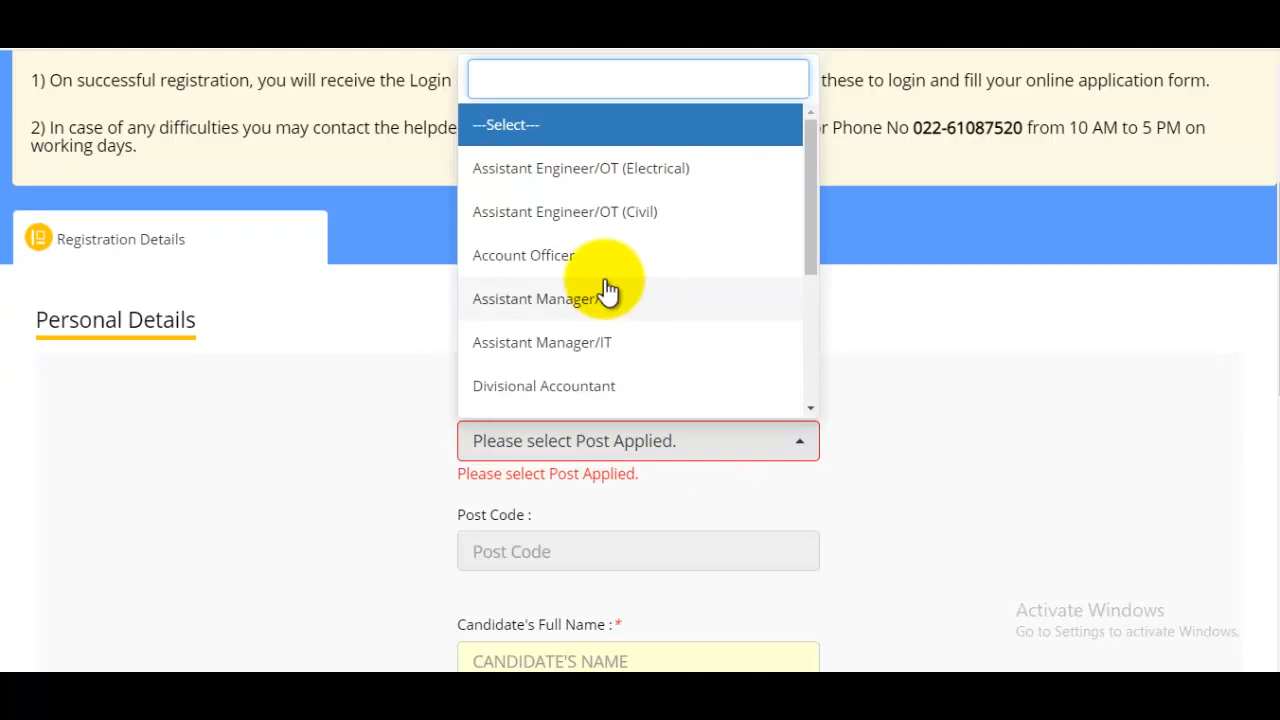 1) On successful registration, you will receive the Login these to login and fill your online application form.
2) In case of any difficulties you may contact the helpde r Phone No 022-61087520 from 10 AM to 5 PM on
working days.
---Select---
Assistant Engineer/OT (Electrical)
Assistant Engineer/OT (Civil)
Account Officer
Assistant Manager/
Assistant Manager/IT
Divisional Accountant
Registration Details
Personal Details
Please select Post Applied.
Please select Post Applied.
Post Code :
Post Code
Candidate's Full Name :*
CANDIDATE'S NAME
Activate Windows
Go to Settings to activate Windows.